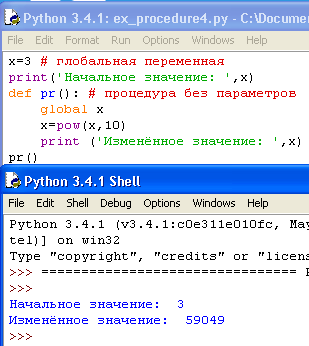 Python 3.4.1: ex_procedure4.py - C:\Docume
File Edit Format Run Options Windows Help
x=3 # глобальная переменная
print('Начальное значение: ',x)
def pr(): # процедура без параметров
global x
x=pow(x,10)
print ('Изменённое значение: ',x)
pr()
Python 3.4.1 Shell
File Edit Shell Debug Options Windows Help
Python 3.4.1 (v3.4.1:c0e311e010fc, May
tel)] on win32
Type "copyright", "credits" or "licens
>>> ================================
>>>
Начальное значение:  3
Изменённое значение:  59049
>>>